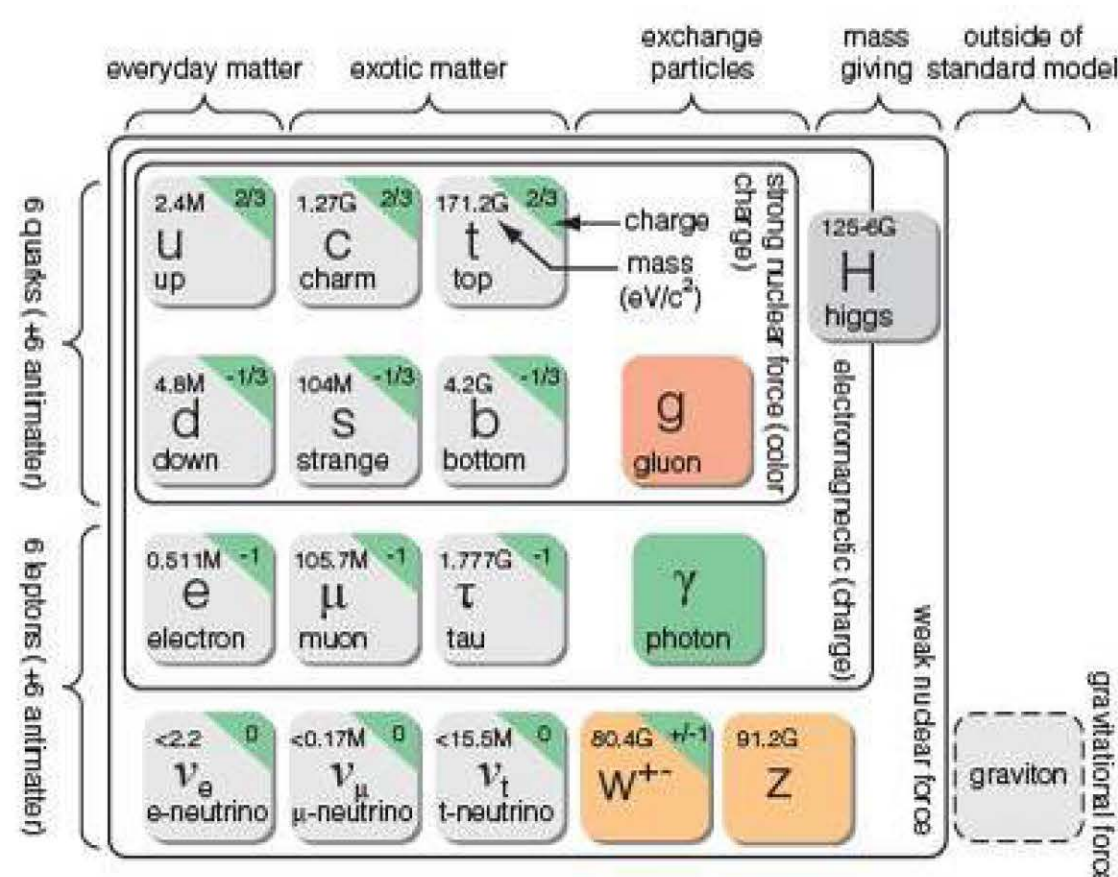 everyday matter
exotic matter
exchange
particles
mass
giving
outside of
standard model
6 quarks (+6 antimatter)
2.4M 2/3
u
up
1.27G 2/3
c
charm
171.2G 2/3
t
top
charge
mass
(eV/c²)
strong nuclear force (color
charge)
125-6G
H
higgs
4.8M -1/3
d
down
104M -1/3
s
strange
4.2G -1/3
b
bottom
g
gluon
electromagnectic (charge)
6 leptons (+6 antimatter)
0.511M -1
e
electron
105.7M -1
μ
muon
1.777G -1
τ
tau
γ
photon
weak nuclear force
<2.2 0
νe
e-neutrino
<0.17M 0
νμ
μ-neutrino
<15.5M 0
νt
t-neutrino
80.4G +/-1
W+-
91.2G
Z
graviton
gravitational force